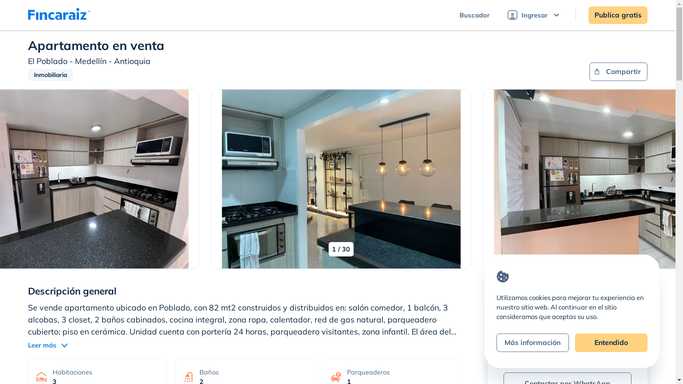 Fincaraiz
Buscador
Ingresar
Publica gratis
Apartamento en venta
El Poblado - Medellín - Antioquia
Inmobiliaria
Compartir
1 / 30
Descripción general
Se vende apartamento ubicado en Poblado, con 82 mt2 construidos y distribuidos en: salón comedor, 1 balcón, 3
alcobas, 3 closet, 2 baños cabinados, cocina integral, zona ropa, calentador, red de gas natural, parqueadero
cubierto; piso en cerámica. Unidad cuenta con portería 24 horas, parqueadero visitantes, zona infantil. El área del...
Leer más
Habitaciones
3
Baños
2
Parqueaderos
1
Utilizamos cookies para mejorar tu experiencia en
nuestro sitio web. Al continuar en el sitio
consideramos que aceptas su uso.
Más información
Entendido
Contactar por WhatsApp